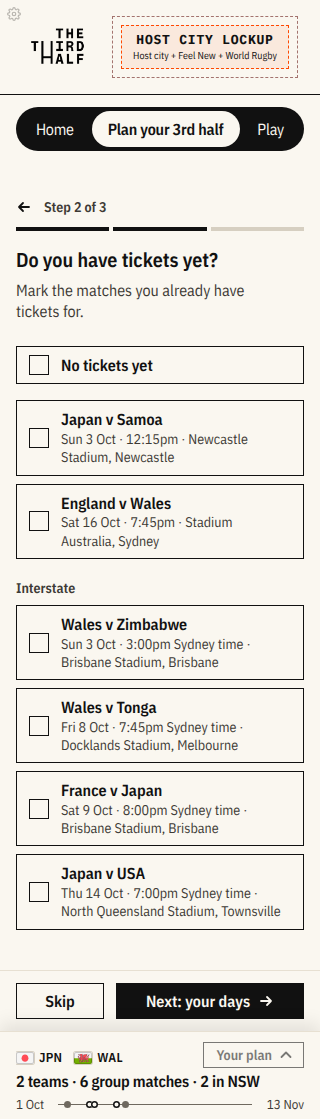 THE
THIRD
HALF
HOST CITY LOCKUP
Host city + Feel New + World Rugby
Home
Plan your 3rd half
Play
Step 2 of 3
Do you have tickets yet?
Mark the matches you already have
tickets for.
No tickets yet
Japan v Samoa
Sun 3 Oct · 12:15pm · Newcastle
Stadium, Newcastle
England v Wales
Sat 16 Oct · 7:45pm · Stadium
Australia, Sydney
Interstate
Wales v Zimbabwe
Sun 3 Oct · 3:00pm Sydney time ·
Brisbane Stadium, Brisbane
Wales v Tonga
Fri 8 Oct · 7:45pm Sydney time ·
Docklands Stadium, Melbourne
France v Japan
Sat 9 Oct · 8:00pm Sydney time ·
Brisbane Stadium, Brisbane
Japan v USA
Thu 14 Oct · 7:00pm Sydney time ·
North Queensland Stadium, Townsville
Skip
Next: your days →
JPN WAL
Your plan
2 teams · 6 group matches · 2 in NSW
1 Oct
13 Nov